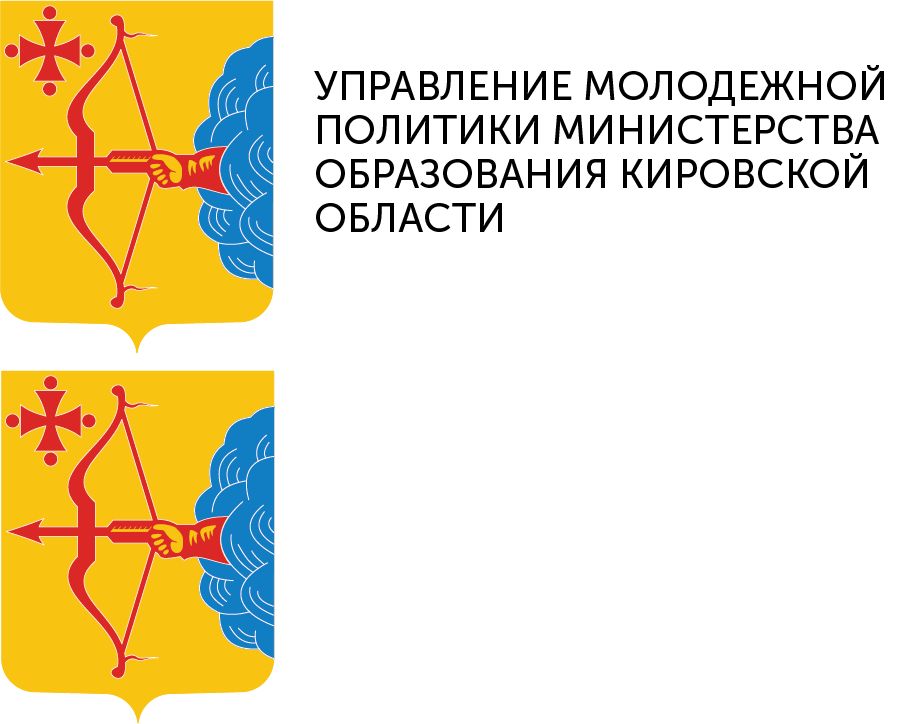 УПРАВЛЕНИЕ МОЛОДЕЖНОЙ
ПОЛИТИКИ МИНИСТЕРСТВА
ОБРАЗОВАНИЯ КИРОВСКОЙ
ОБЛАСТИ